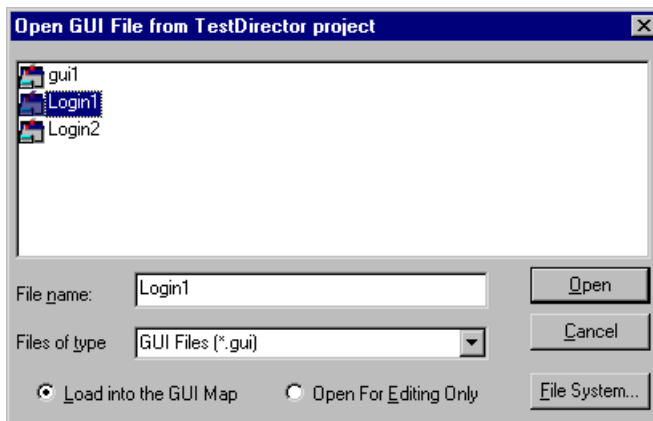 Open GUI File from TestDirector project
gui1
Login1
Login2
File name:
Login1
Open
Files of type
GUI Files (*.gui)
Cancel
Load into the GUI Map
Open For Editing Only
File System...